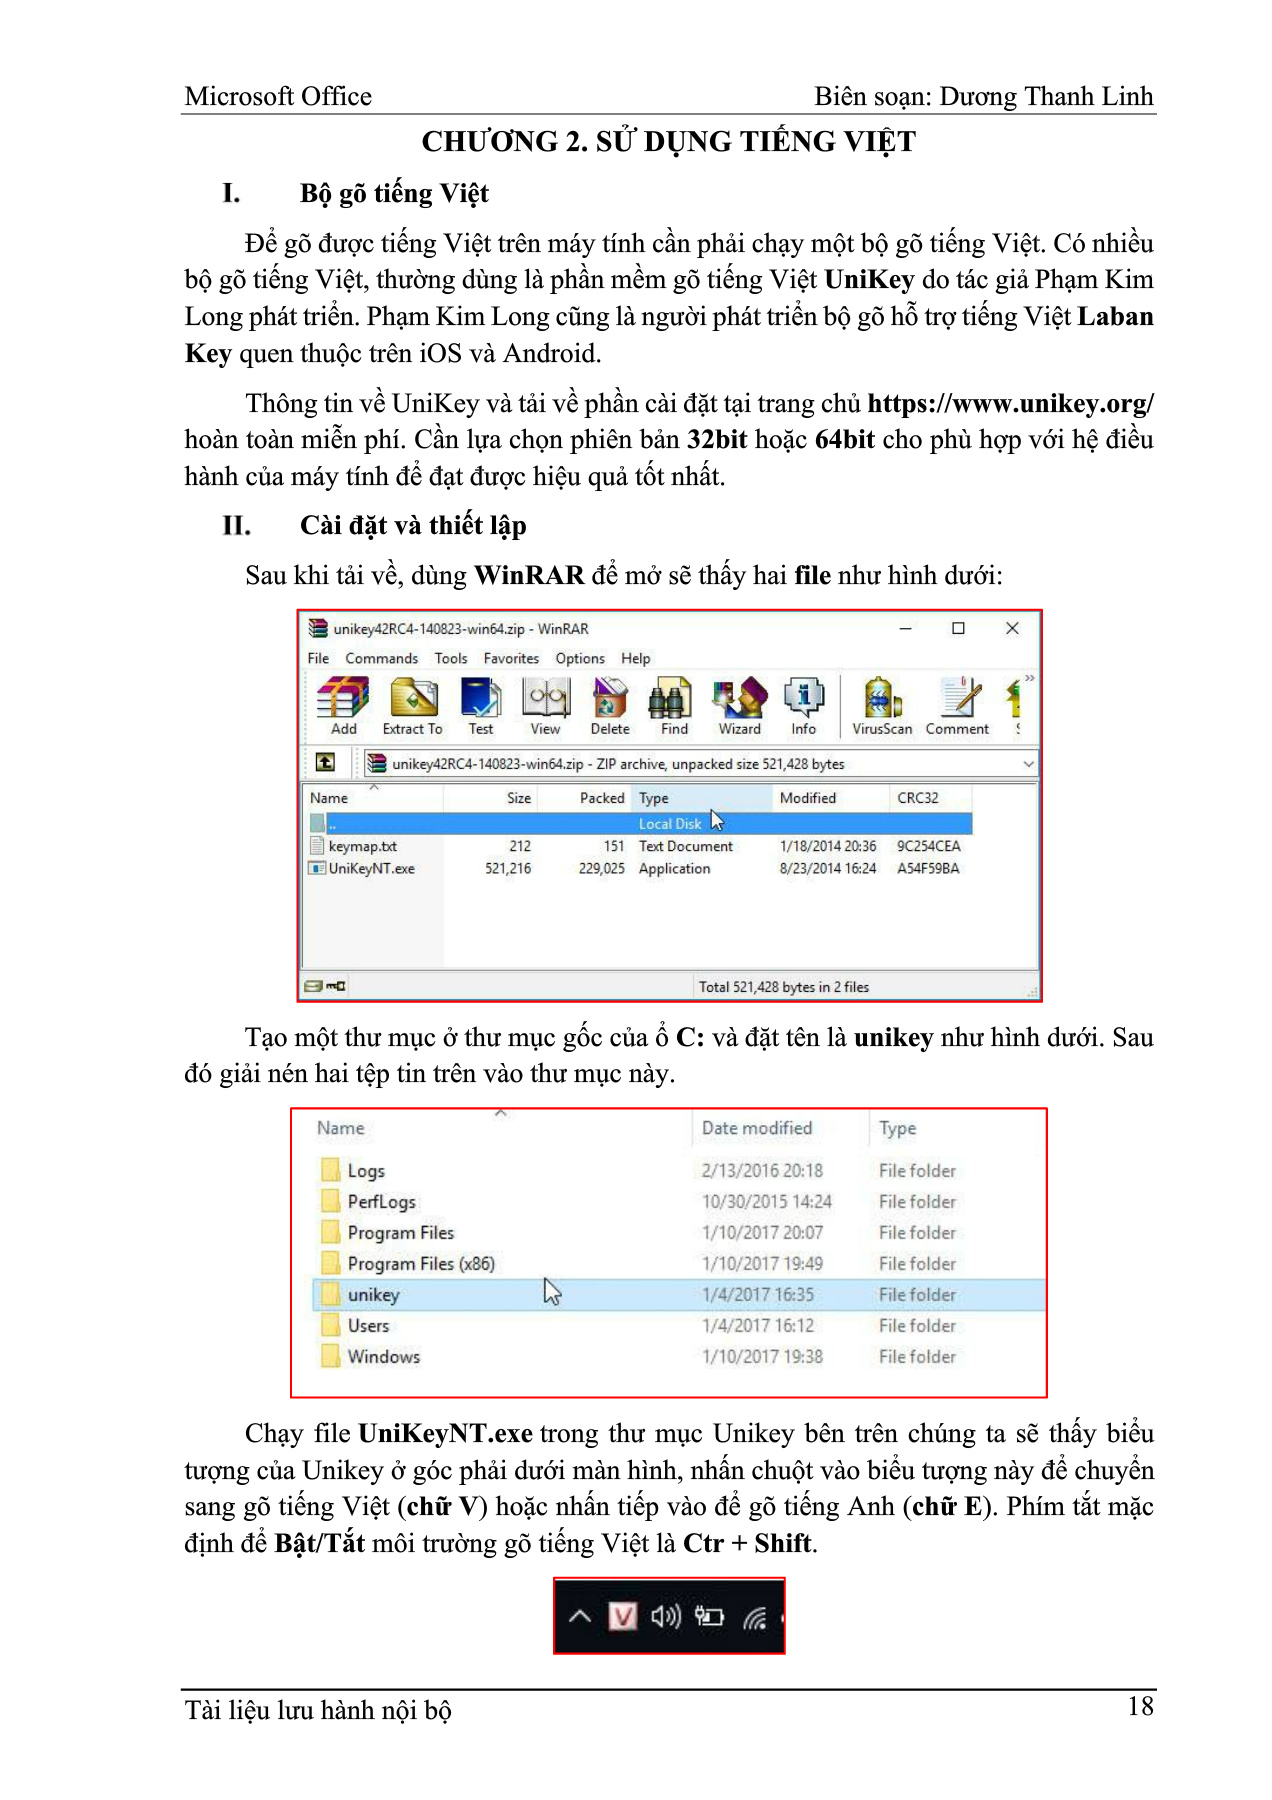 Microsoft Office Biên soạn: Dương Thanh Linh
CHƯƠNG 2. SỬ DỤNG TIẾNG VIỆT
I. Bộ gõ tiếng Việt
Để gõ được tiếng Việt trên máy tính cần phải chạy một bộ gõ tiếng Việt. Có nhiều
bộ gõ tiếng Việt, thường dùng là phần mềm gõ tiếng Việt UniKey do tác giả Phạm Kim
Long phát triển. Phạm Kim Long cũng là người phát triển bộ gõ hỗ trợ tiếng Việt Laban
Key quen thuộc trên iOS và Android.
Thông tin về UniKey và tải về phần cài đặt tại trang chủ https://www.unikey.org/
hoàn toàn miễn phí. Cần lựa chọn phiên bản 32bit hoặc 64bit cho phù hợp với hệ điều
hành của máy tính để đạt được hiệu quả tốt nhất.
II. Cài đặt và thiết lập
Sau khi tải về, dùng WinRAR để mở sẽ thấy hai file như hình dưới:
unikey42RC4-140823-win64.zip - WinRAR
File Commands Tools Favorites Options Help
Add Extract To Test View Delete Find Wizard Info VirusScan Comment
unikey42RC4-140823-win64.zip - ZIP archive, unpacked size 521,428 bytes
Name Size Packed Type Modified CRC32
.. Local Disk
keymap.txt 212 151 Text Document 1/18/2014 20:36 9C254CEA
UniKeyNT.exe 521,216 229,025 Application 8/23/2014 16:24 A54F59BA
Total 521,428 bytes in 2 files
Tạo một thư mục ở thư mục gốc của ổ C: và đặt tên là unikey như hình dưới. Sau
đó giải nén hai tệp tin trên vào thư mục này.
Name Date modified Type
Logs 2/13/2016 20:18 File folder
PerfLogs 10/30/2015 14:24 File folder
Program Files 1/10/2017 20:07 File folder
Program Files (x86) 1/10/2017 19:49 File folder
unikey 1/4/2017 16:35 File folder
Users 1/4/2017 16:12 File folder
Windows 1/10/2017 19:38 File folder
Chạy file UniKeyNT.exe trong thư mục Unikey bên trên chúng ta sẽ thấy biểu
tượng của Unikey ở góc phải dưới màn hình, nhấn chuột vào biểu tượng này để chuyển
sang gõ tiếng Việt (chữ V) hoặc nhấn tiếp vào để gõ tiếng Anh (chữ E). Phím tắt mặc
định để Bật/Tắt môi trường gõ tiếng Việt là Ctr + Shift.
V
Tài liệu lưu hành nội bộ 18